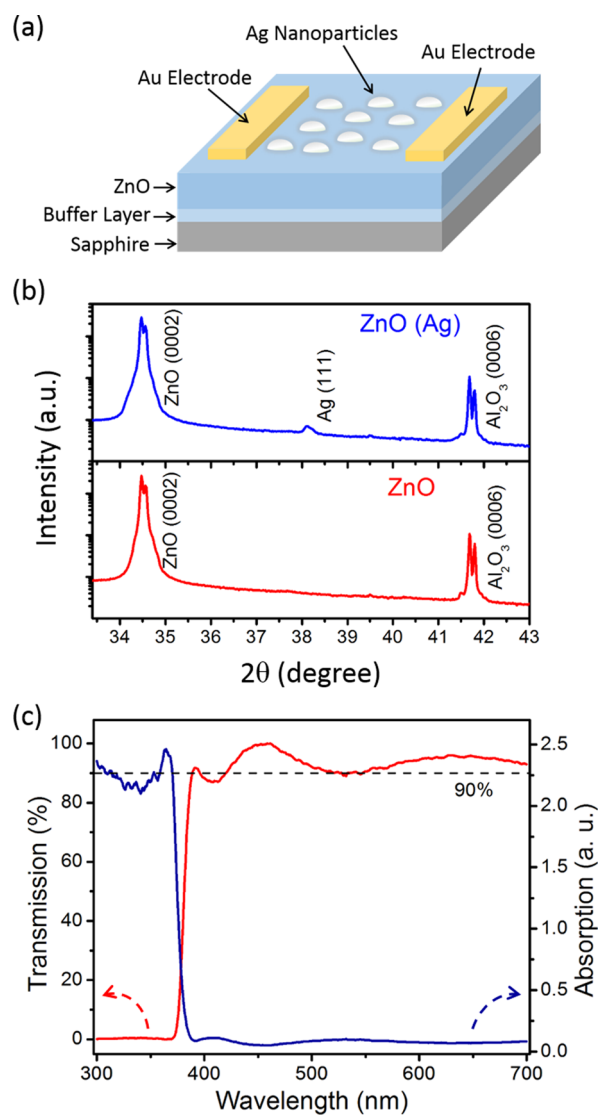 (a)
Ag Nanoparticles
Au Electrode
Au Electrode
ZnO
Buffer Layer
Sapphire
(b)
Intensity (a.u.)
ZnO (Ag)
ZnO (0002)
Ag (111)
Al2O3 (0006)
ZnO
ZnO (0002)
Al2O3 (0006)
34 35 36 37 38 39 40 41 42 43
2θ (degree)
(c)
Transmission (%)
100
80
60
40
20
0
90%
2.5
2.0
1.5
1.0
0.5
0.0
Absorption (a. u.)
300 400 500 600 700
Wavelength (nm)